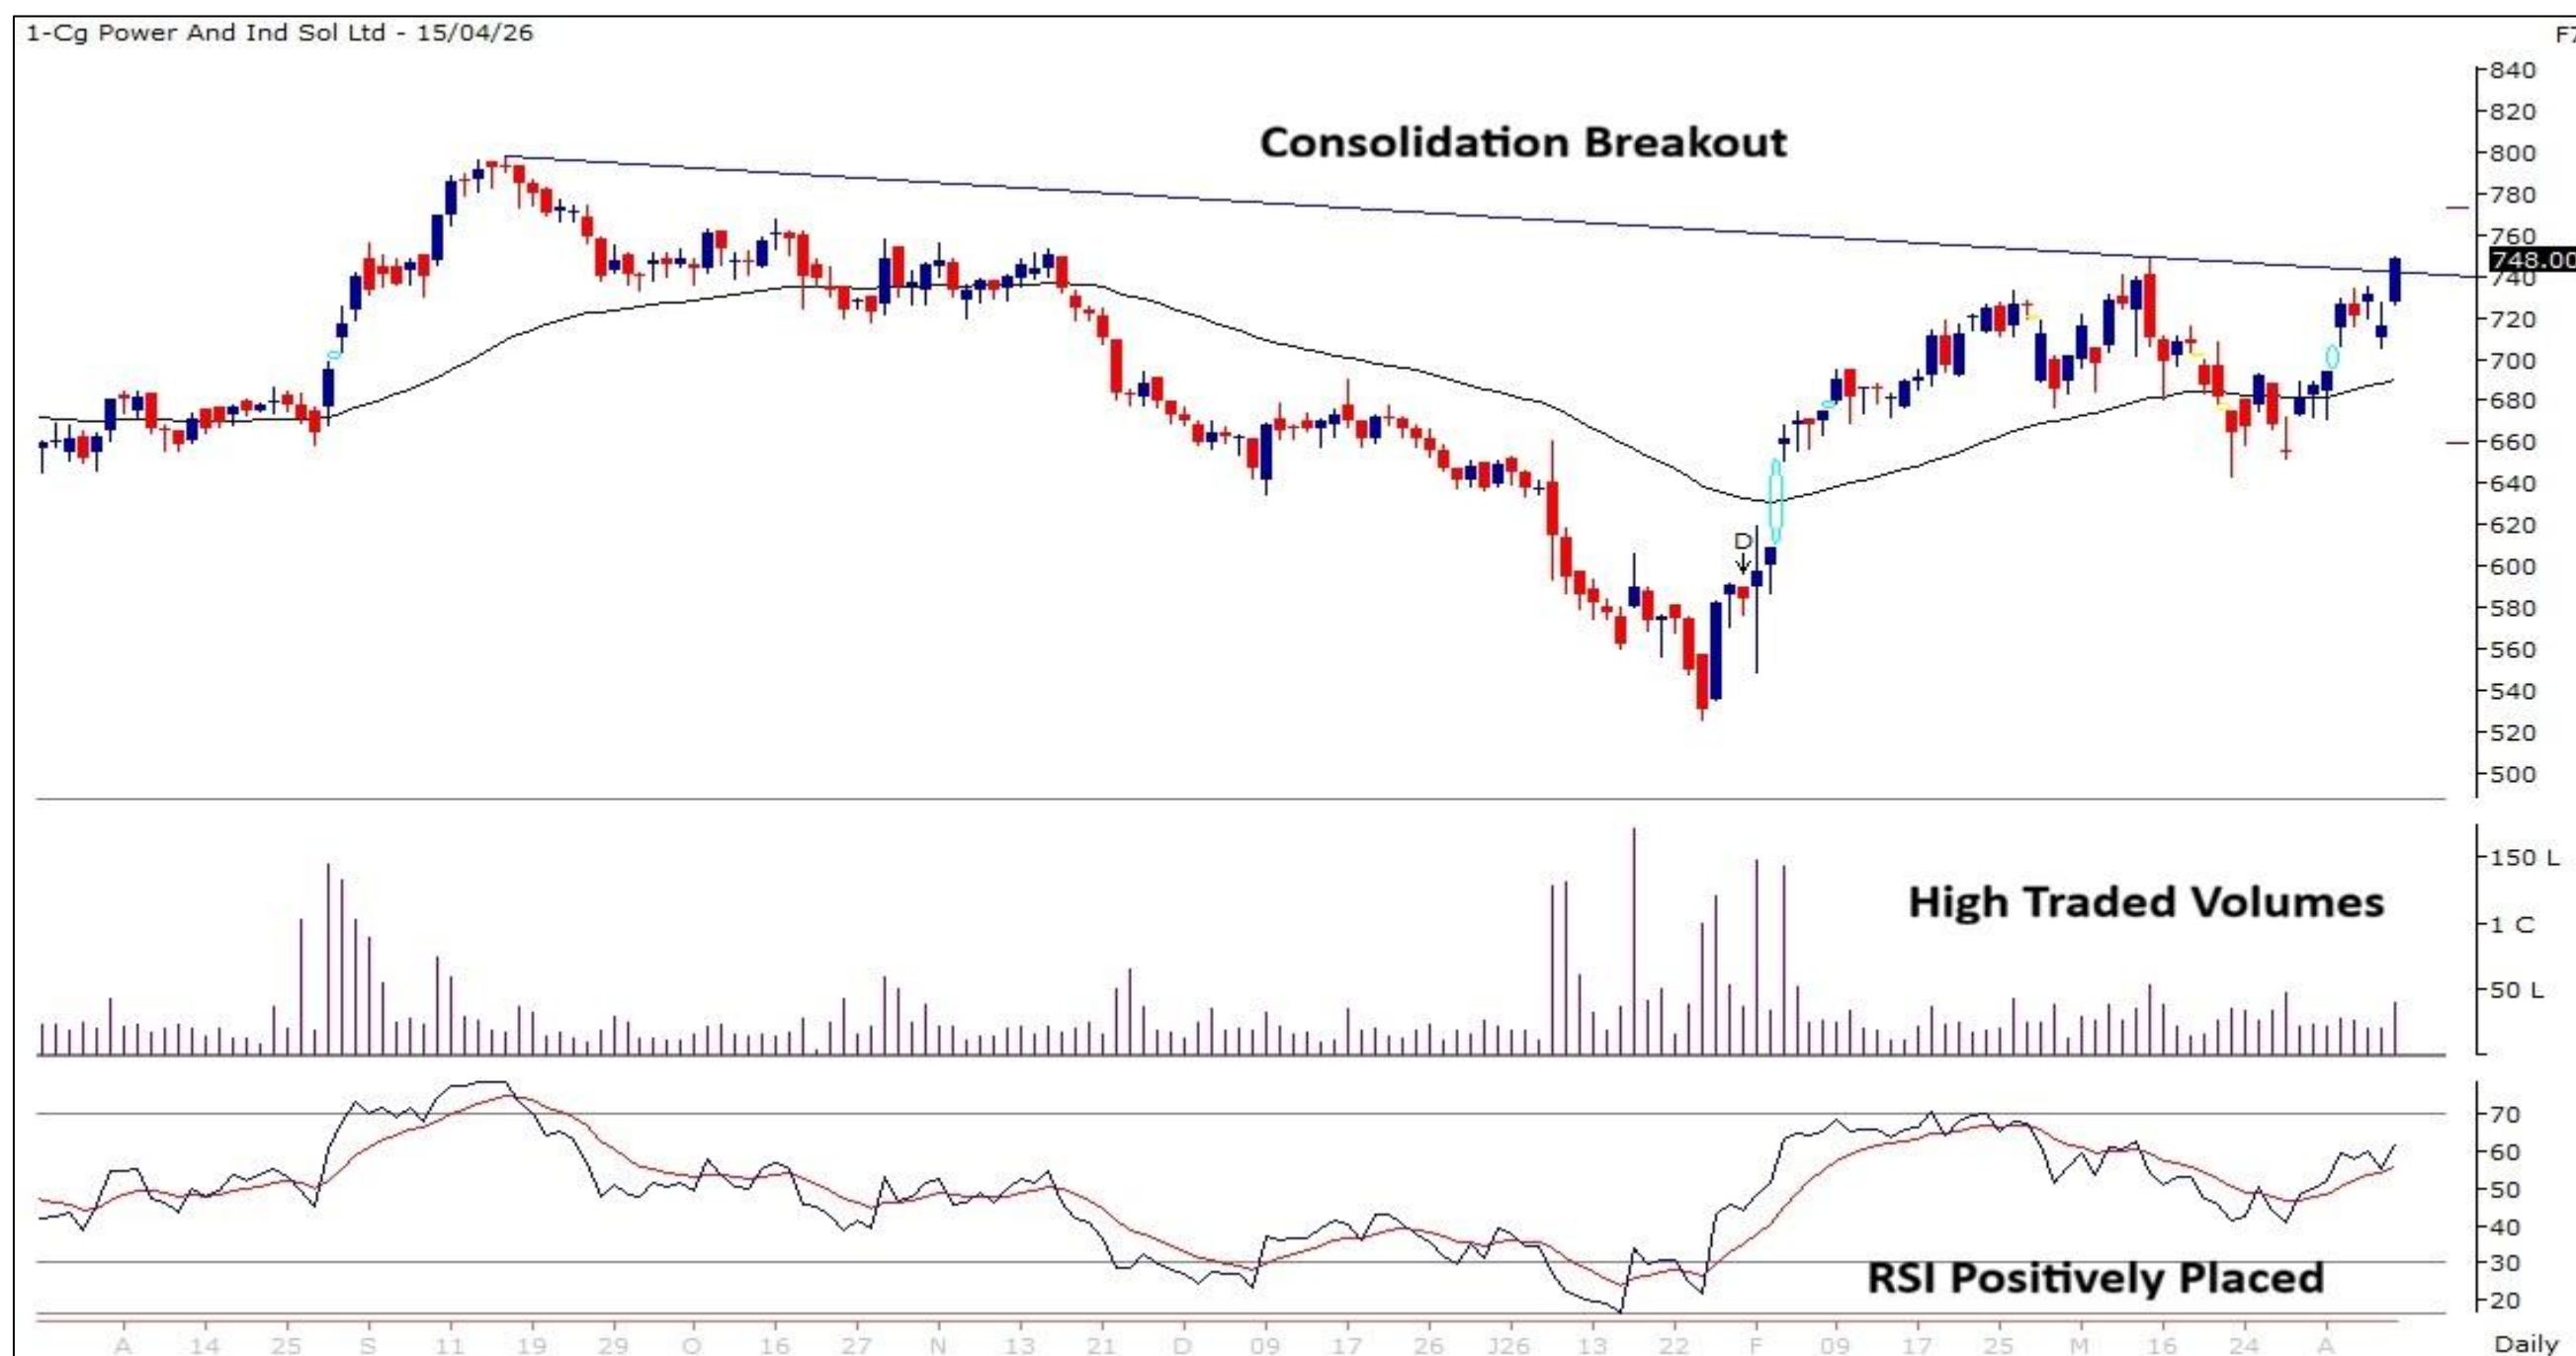 1-Cg Power And Ind Sol Ltd - 15/04/26
F7
840
820
Consolidation Breakout
800
780
760
748.00
740
720
700
680
660
640
620
D
600
580
560
540
520
500
150 L
High Traded Volumes
1 C
50 L
70
60
50
40
30
RSI Positively Placed
20
A 14 25 S 11 19 29 O 16 27 N 13 21 D 09 17 26 J26 13 22 F 09 17 25 M 16 24 A Daily